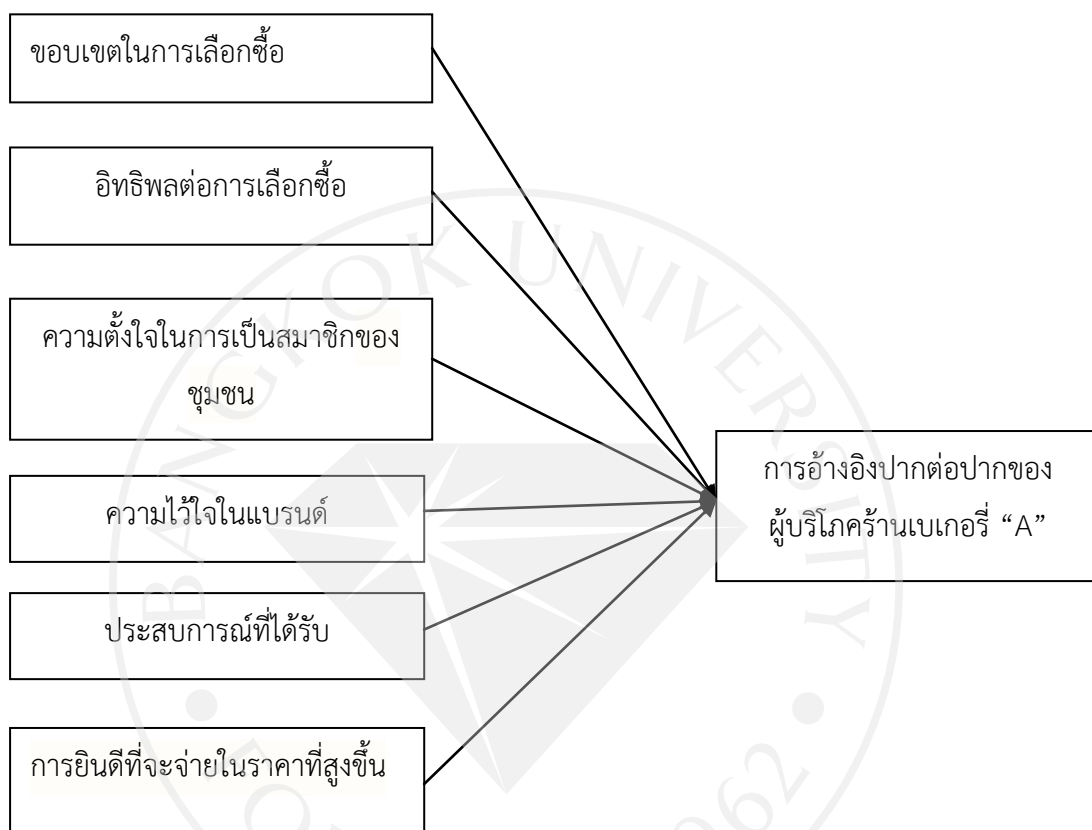 ขอบเขตในการเลือกซื้อ
อิทธิพลต่อการเลือกซื้อ
ความตั้งใจในการเป็นสมาชิกของ
ชุมชน
ความไว้ใจในแบรนด์
ประสบการณ์ที่ได้รับ
การยินดีที่จะจ่ายในราคาที่สูงขึ้น
การอ้างอิงปากต่อปากของ
ผู้บริโภคร้านเบเกอรี่ “A”
BANGKOK UNIVERSITY